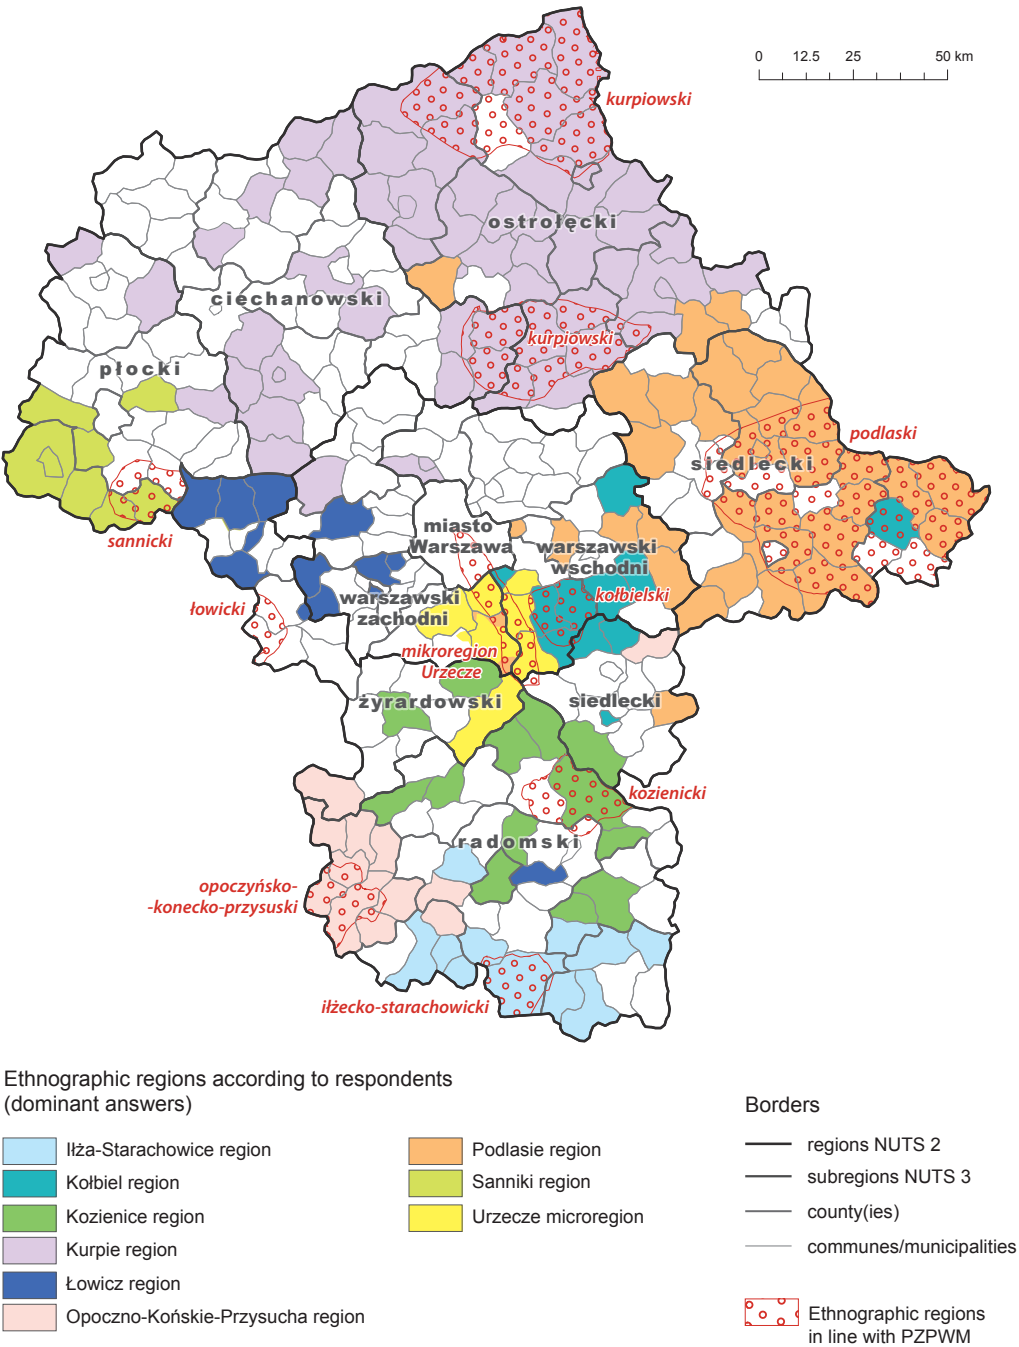 0 12.5 25 50 km
kurpiowski
ostrołęcki
ciechanowski
kurpiowski
płocki
podlaski
siedlecki
sannicki
miasto
Warszawa
warszawski
wschodni
łowicki
warszawski
zachodni
kołbielski
mikroregion
Urzecze
żyrardowski
siedlecki
kozienicki
radomski
opoczyńsko-
-konecko-przysuski
iłżecko-starachowicki
Ethnographic regions according to respondents
(dominant answers)
Iłża-Starachowice region
Kołbiel region
Kozienice region
Kurpie region
Łowicz region
Opoczno-Końskie-Przysucha region
Podlasie region
Sanniki region
Urzecze microregion
Borders
regions NUTS 2
subregions NUTS 3
county(ies)
communes/municipalities
Ethnographic regions
in line with PZPWM